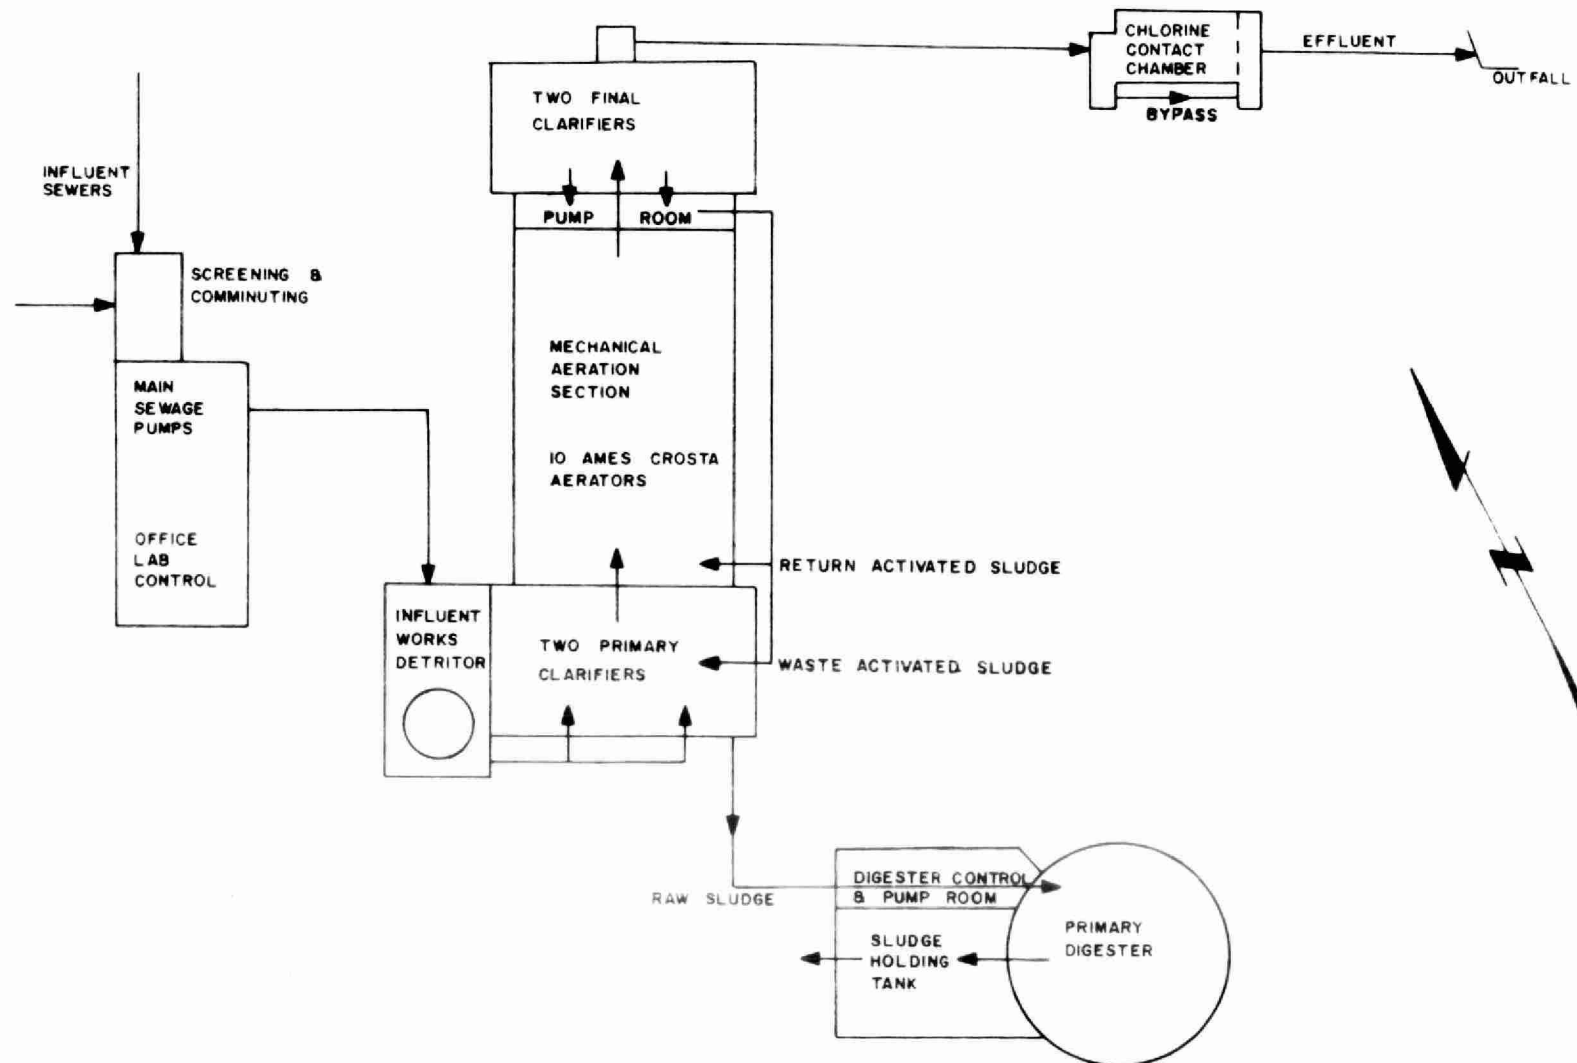 CHLORINE
CONTACT
CHAMBER
BYPASS
EFFLUENT
OUTFALL
TWO FINAL
CLARIFIERS
PUMP ROOM
INFLUENT
SEWERS
SCREENING &
COMMINUTING
MAIN
SEWAGE
PUMPS
OFFICE
LAB
CONTROL
MECHANICAL
AERATION
SECTION
10 AMES CROSTA
AERATORS
RETURN ACTIVATED SLUDGE
INFLUENT
WORKS
DETRITOR
TWO PRIMARY
CLARIFIERS
WASTE ACTIVATED SLUDGE
RAW SLUDGE
DIGESTER CONTROL
& PUMP ROOM
SLUDGE
HOLDING
TANK
PRIMARY
DIGESTER